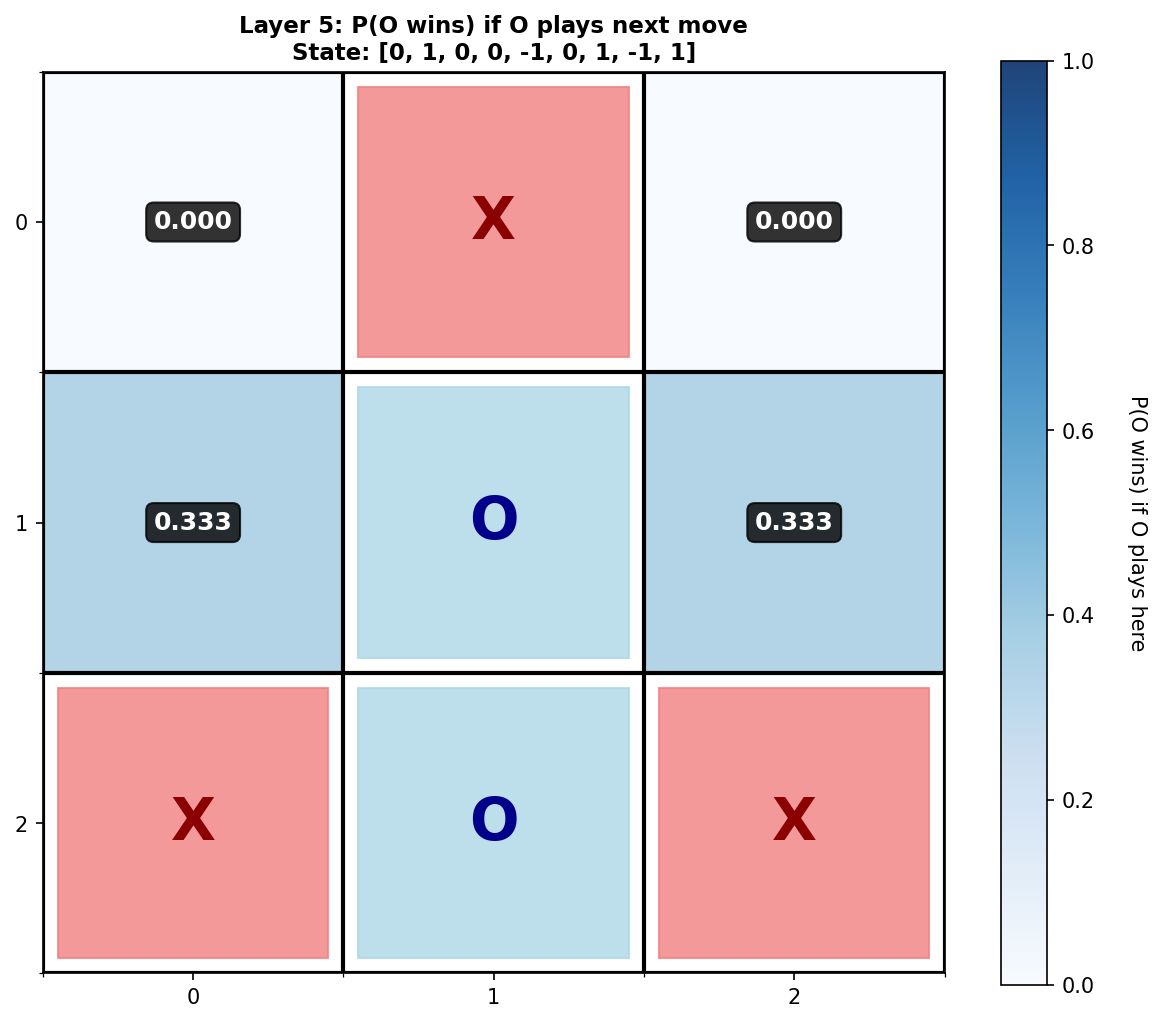 Layer 5: P(O wins) if O plays next move
State: [0, 1, 0, 0, -1, 0, 1, -1, 1]
0
0.000
X
0.000
1
0.333
O
0.333
2
X
O
X
0
1
2
1.0
0.8
0.6
0.4
0.2
0.0
P(O wins) if O plays here